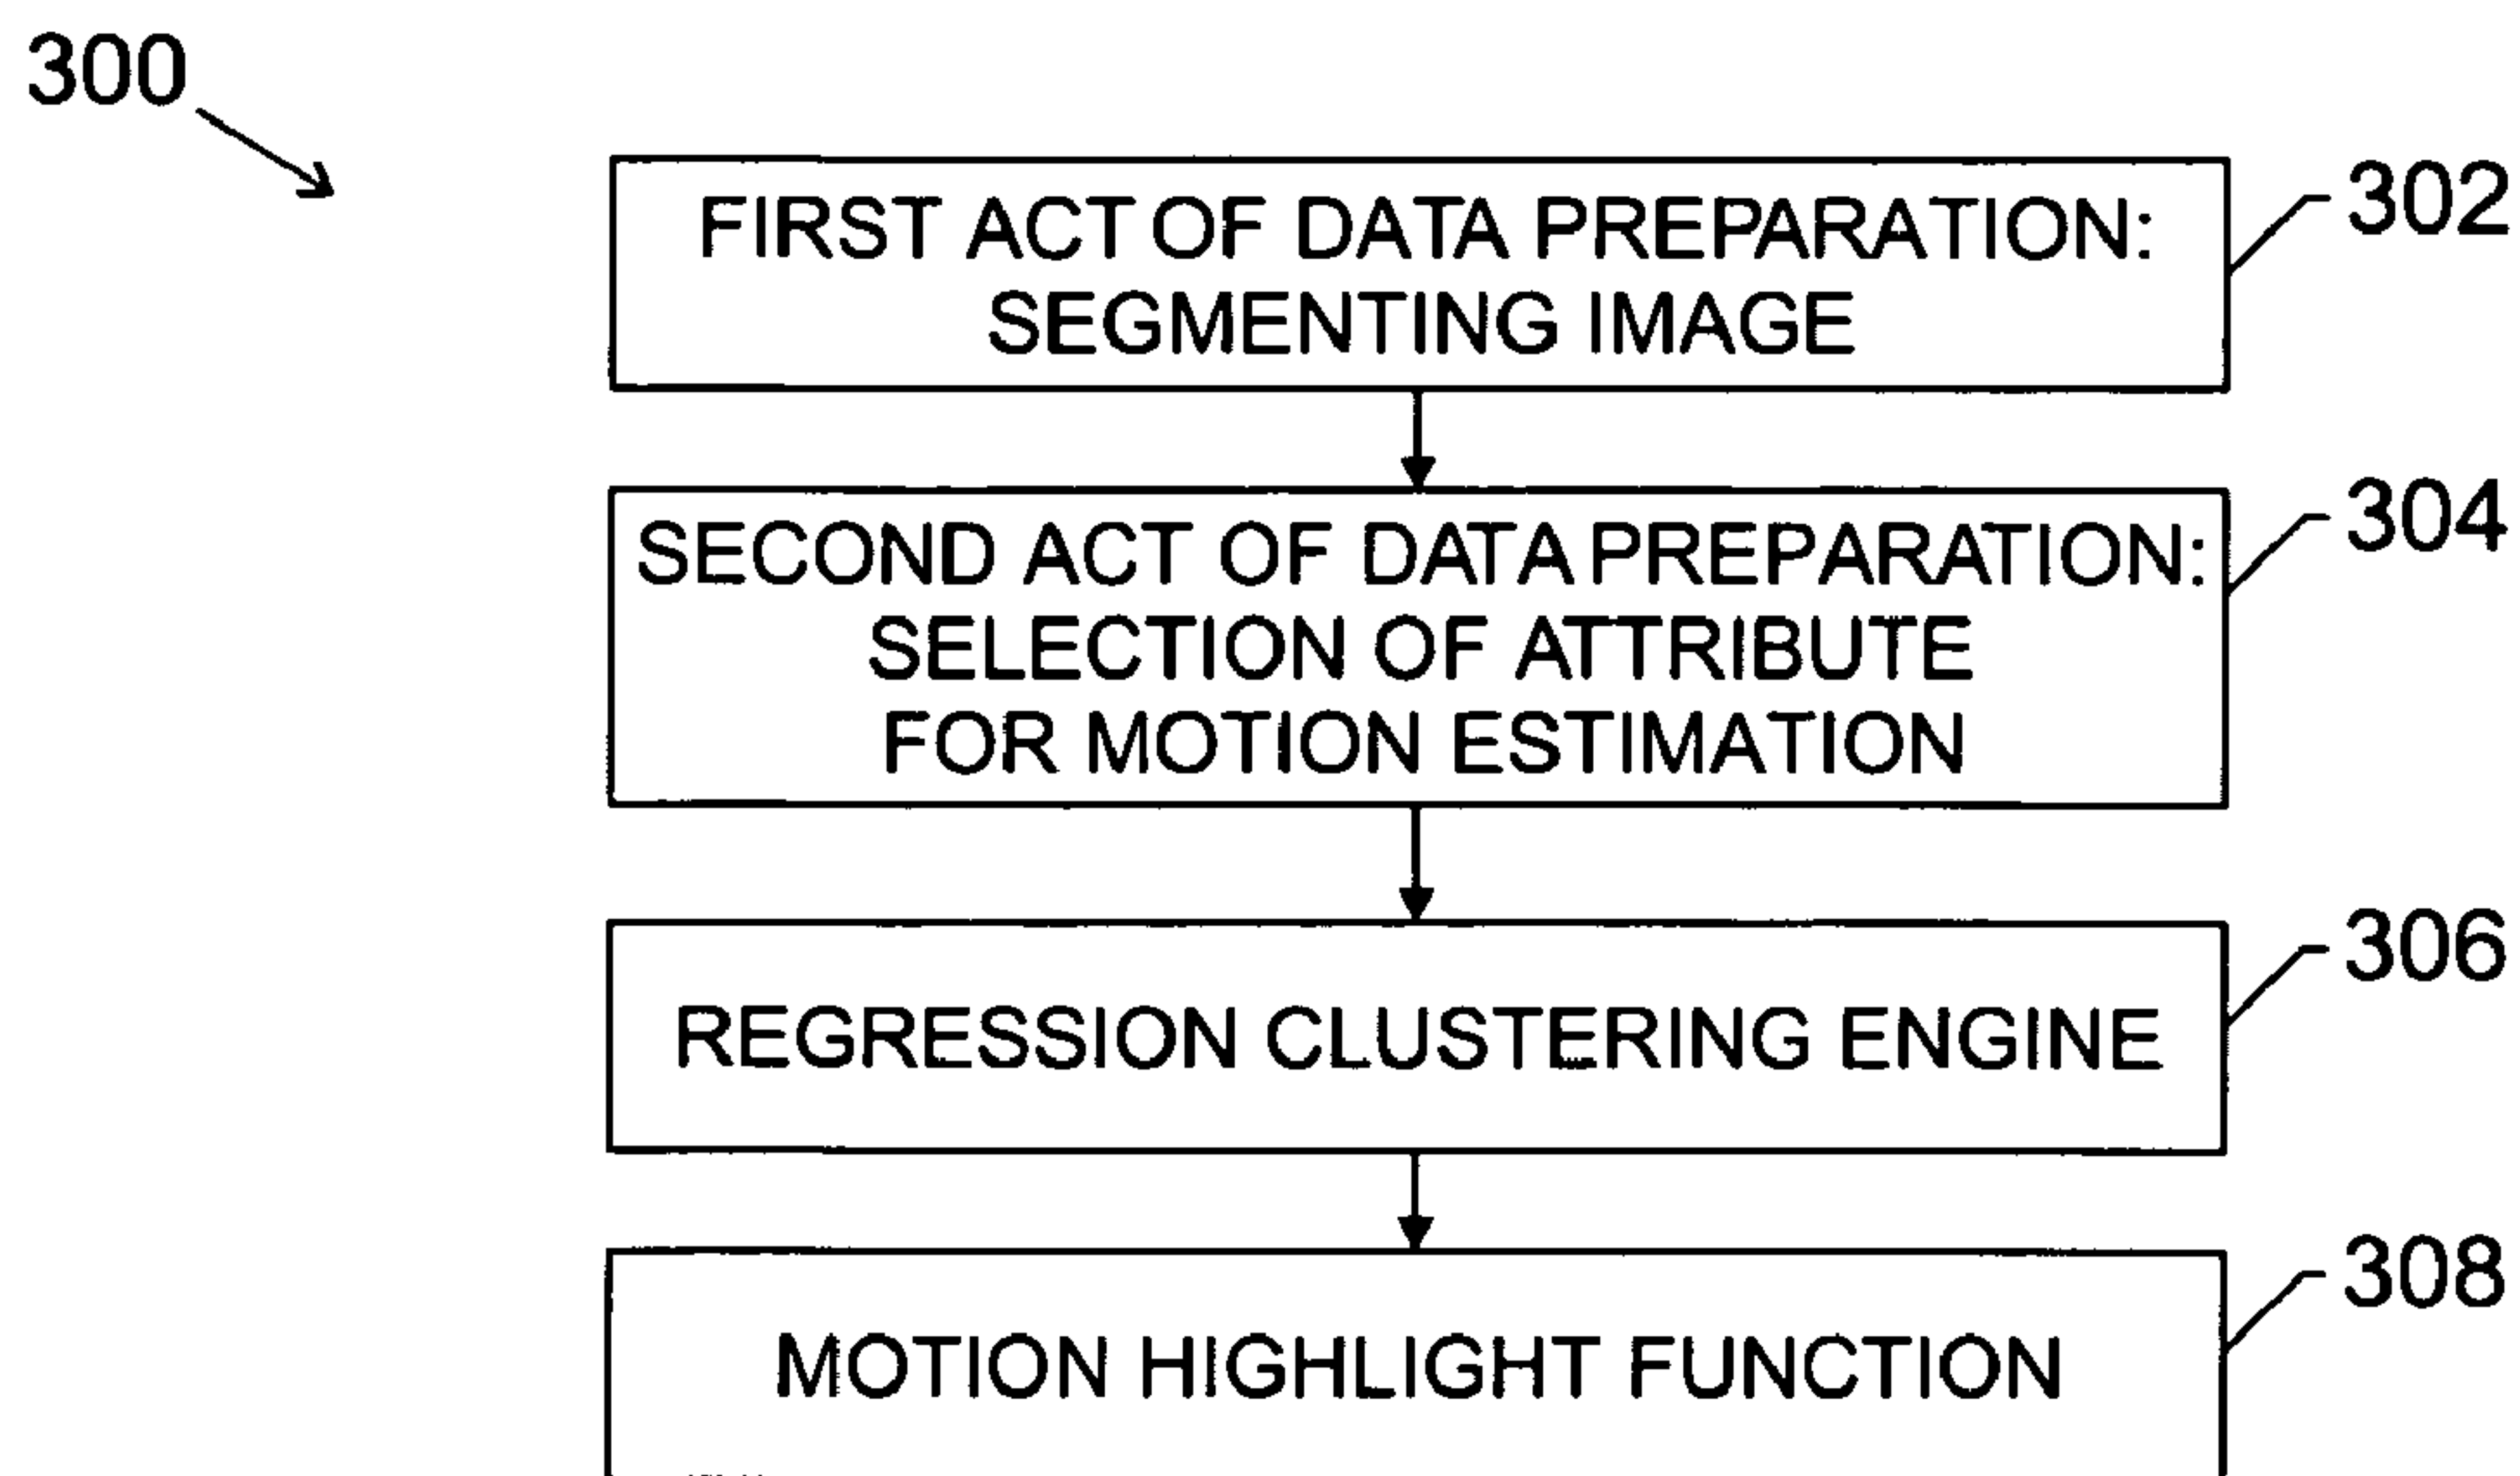 300
FIRST ACT OF DATA PREPARATION:
SEGMENTING IMAGE
302
SECOND ACT OF DATA PREPARATION:
SELECTION OF ATTRIBUTE
FOR MOTION ESTIMATION
304
REGRESSION CLUSTERING ENGINE
306
MOTION HIGHLIGHT FUNCTION
308